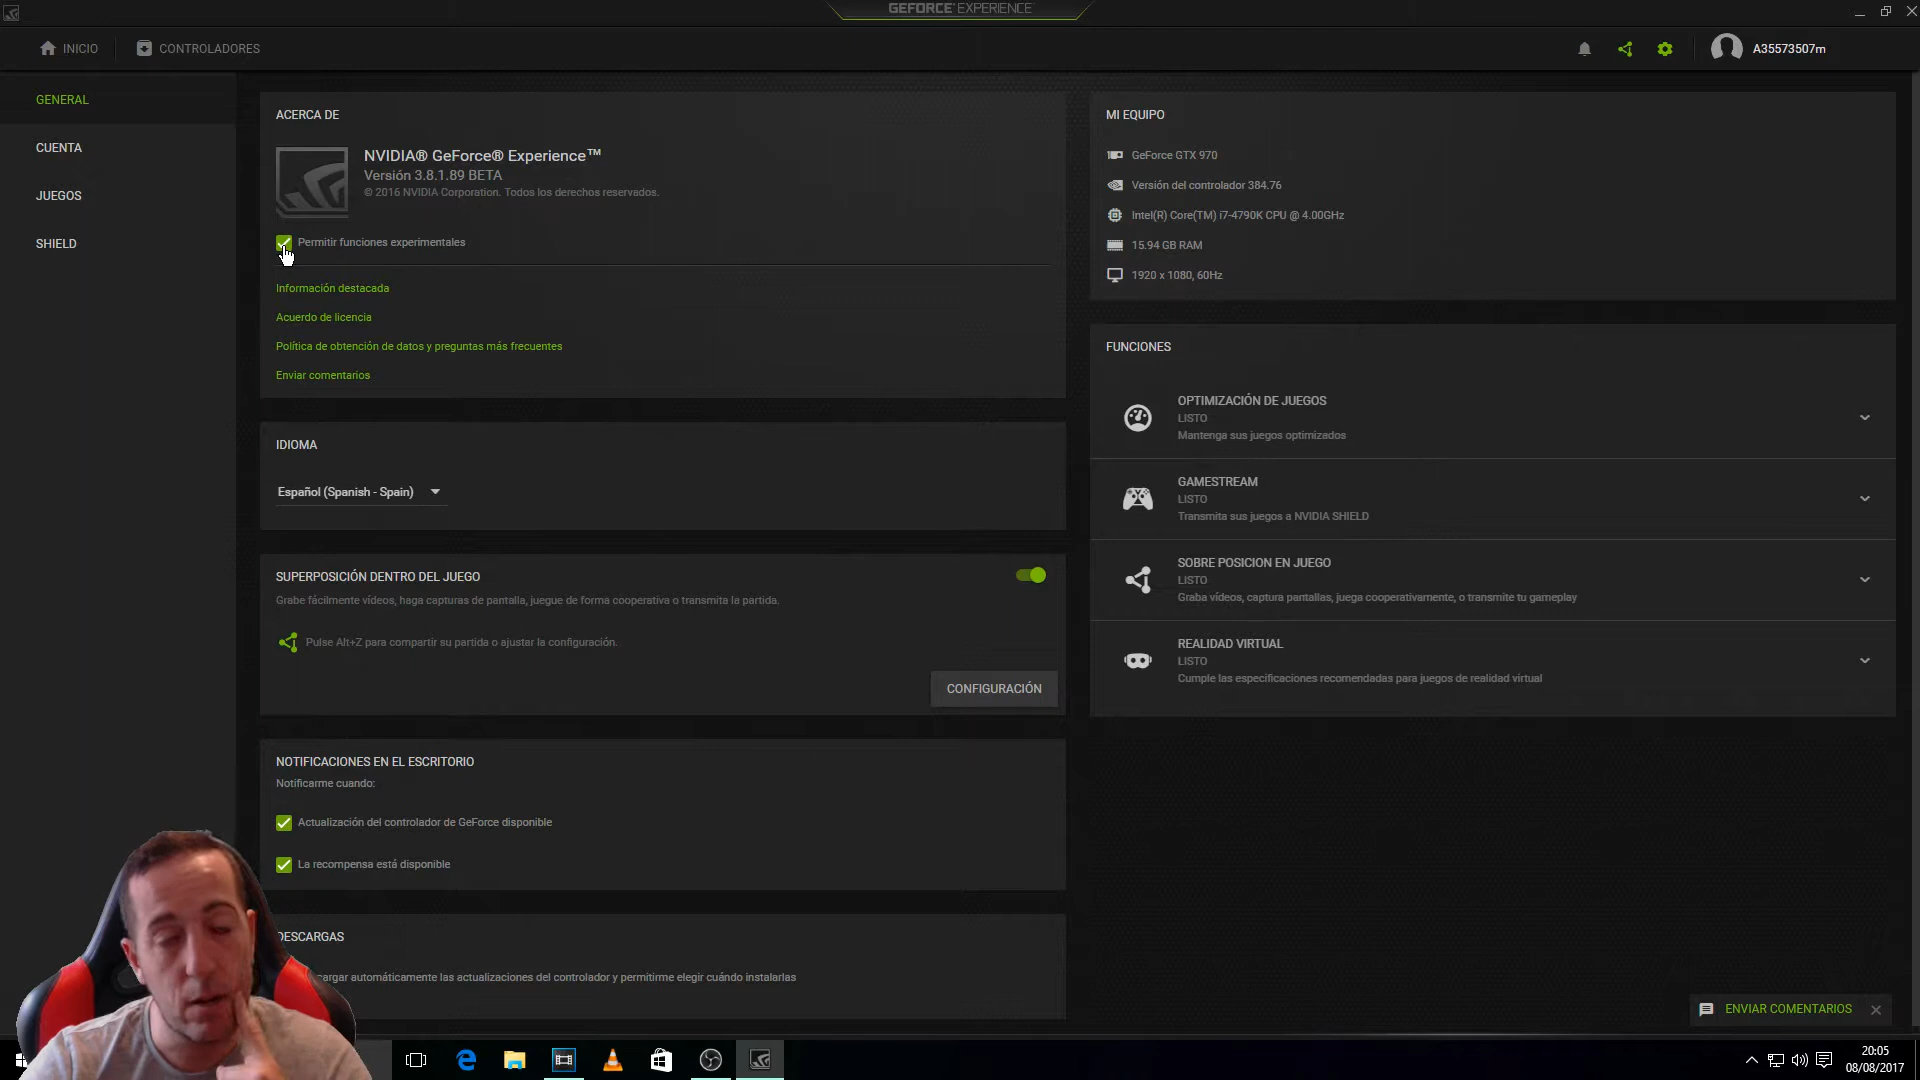 GEFORCE EXPERIENCE
INICIO
CONTROLADORES
A35573507m
GENERAL
CUENTA
JUEGOS
SHIELD
ACERCA DE
NVIDIA® GeForce® Experience™
Versión 3.8.1.89 BETA
© 2016 NVIDIA Corporation. Todos los derechos reservados.
Permitir funciones experimentales
Información destacada
Acuerdo de licencia
Política de obtención de datos y preguntas más frecuentes
Enviar comentarios
IDIOMA
Español (Spanish - Spain)
SUPERPOSICIÓN DENTRO DEL JUEGO
Grabe fácilmente vídeos, haga capturas de pantalla, juegue de forma cooperativa o transmita la partida.
Pulse Alt+Z para compartir su partida o ajustar la configuración.
CONFIGURACIÓN
NOTIFICACIONES EN EL ESCRITORIO
Notificarme cuando:
Actualización del controlador de GeForce disponible
La recompensa está disponible
DESCARGAS
argar automáticamente las actualizaciones del controlador y permitirme elegir cuándo instalarlas
MI EQUIPO
GeForce GTX 970
Versión del controlador 384.76
Intel(R) Core(TM) i7-4790K CPU @ 4.00GHz
15.94 GB RAM
1920 x 1080, 60Hz
FUNCIONES
OPTIMIZACIÓN DE JUEGOS
LISTO
Mantenga sus juegos optimizados
GAMESTREAM
LISTO
Transmita sus juegos a NVIDIA SHIELD
SOBRE POSICION EN JUEGO
LISTO
Graba vídeos, captura pantallas, juega cooperativamente, o transmite tu gameplay
REALIDAD VIRTUAL
LISTO
Cumple las especificaciones recomendadas para juegos de realidad virtual
ENVIAR COMENTARIOS
20:05
08/08/2017